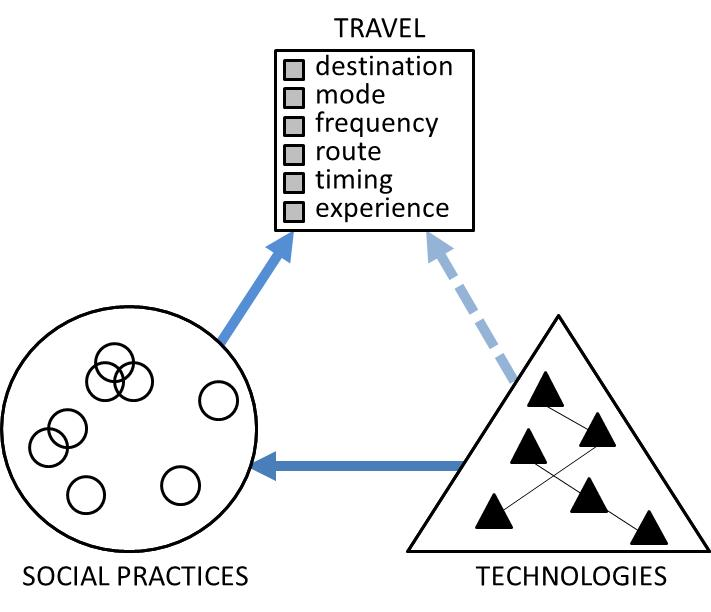 TRAVEL
destination
mode
frequency
route
timing
experience
SOCIAL PRACTICES
TECHNOLOGIES